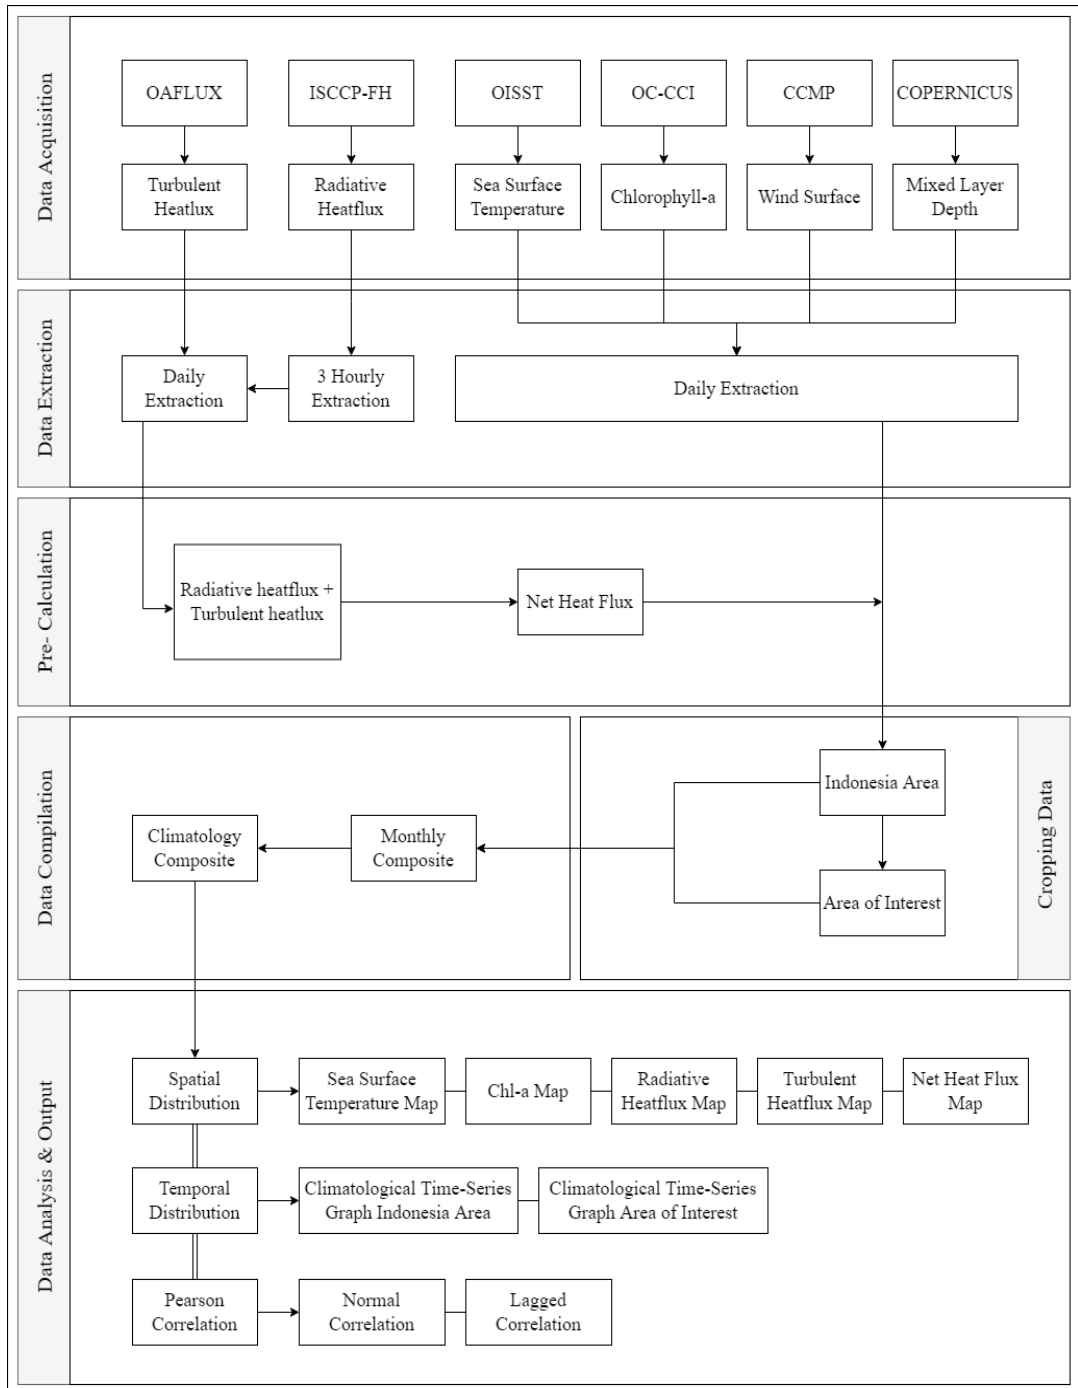 Data Acquisition
OAFLUX
ISCCP-FH
OISST
OC-CCI
CCMP
COPERNICUS
Turbulent
Heatlux
Radiative
Heatflux
Sea Surface
Temperature
Chlorophyll-a
Wind Surface
Mixed Layer
Depth
Data Extraction
Daily
Extraction
3 Hourly
Extraction
Daily Extraction
Pre- Calculation
Radiative heatflux +
Turbulent heatlux
Net Heat Flux
Data Compilation
Climatology
Composite
Monthly
Composite
Indonesia Area
Area of Interest
Cropping Data
Data Analysis & Output
Spatial
Distribution
Sea Surface
Temperature Map
Chl-a Map
Radiative
Heatflux Map
Turbulent
Heatflux Map
Net Heat Flux
Map
Temporal
Distribution
Climatological Time-Series
Graph Indonesia Area
Climatological Time-Series
Graph Area of Interest
Pearson
Correlation
Normal
Correlation
Lagged
Correlation